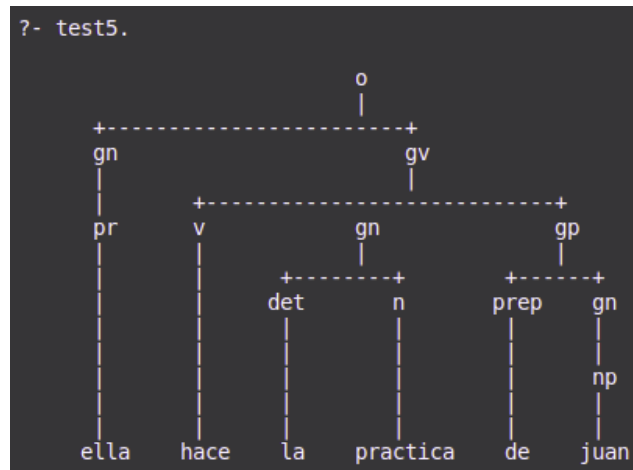 ?- test5.
o
gn gv
pr v gn gp
det n prep gn
np
ella hace la practica de juan